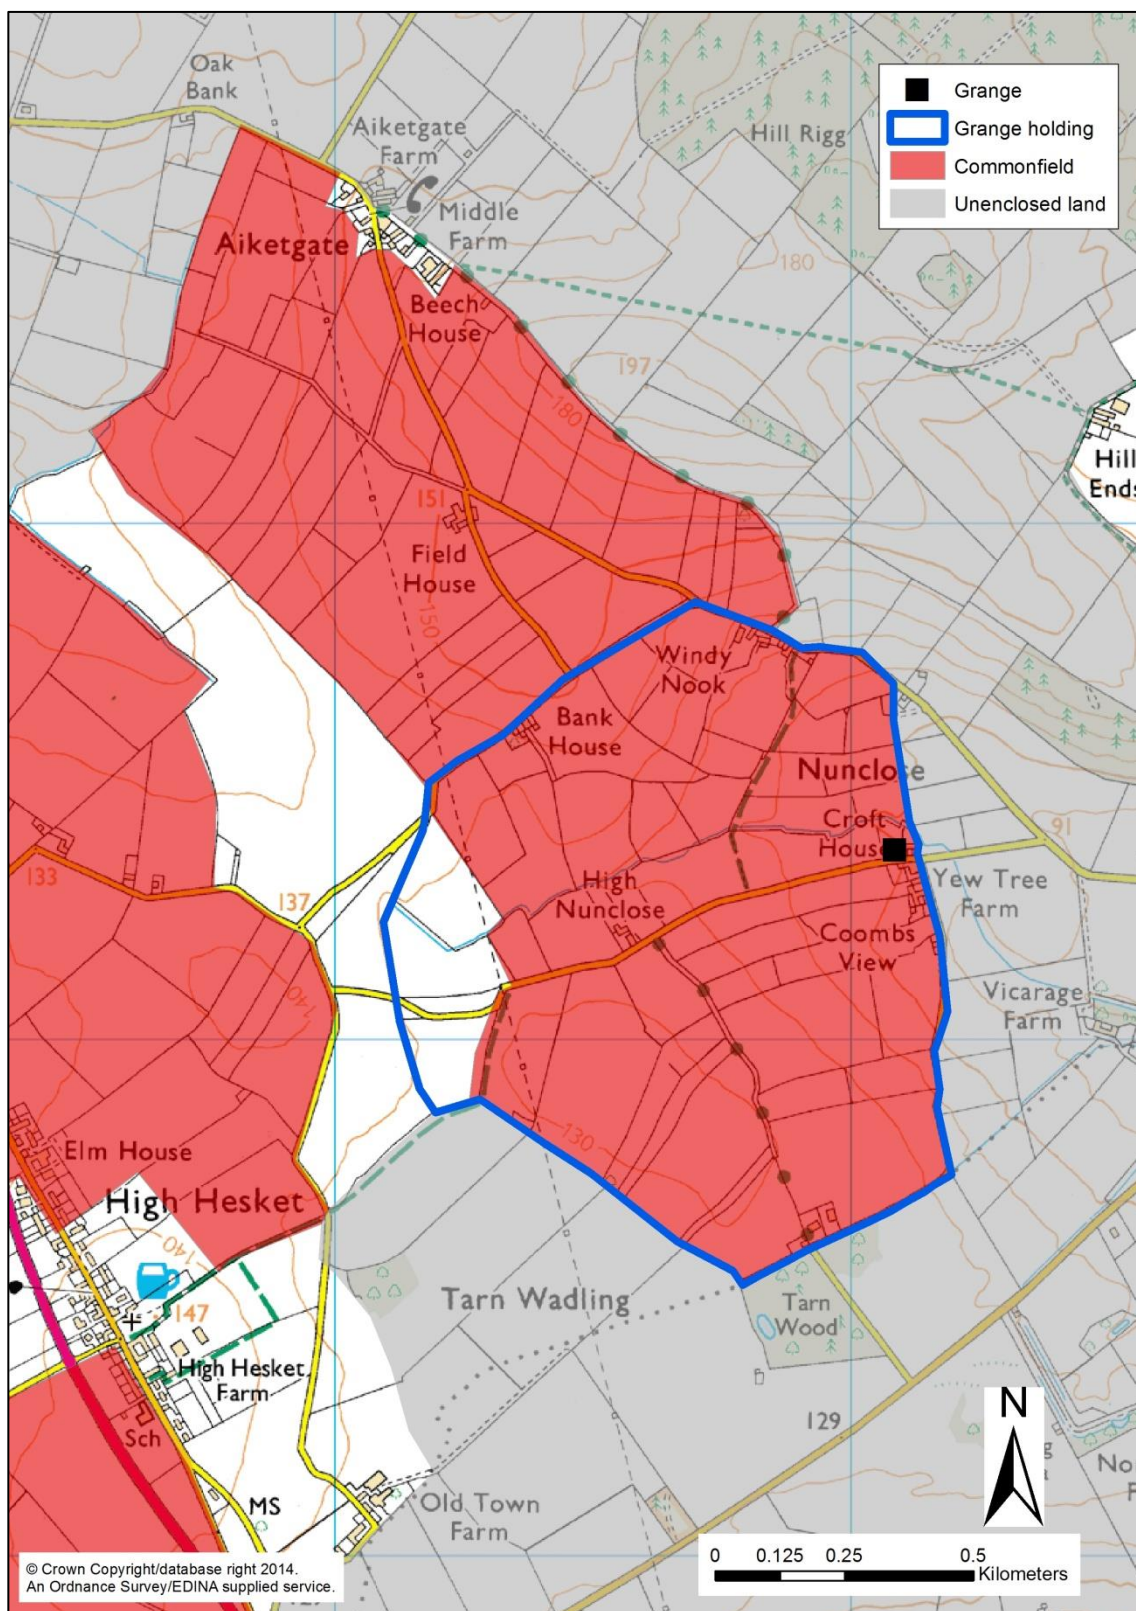 Oak
Bank
Aiketgate
Farm
Middle
Farm
Hill Rigg
Grange
Grange holding
Commonfield
Unenclosed land
Aiketgate
Beech
House
180
197
180
Hill
Ends
151
Field
House
150
Windy
Nook
Bank
House
Nunclose
Croft
House
91
133
137
High
Nunclose
Yew Tree
Farm
Coombs
View
140
Vicarage
Farm
130
Elm House
High Hesket
140
147
Tarn Wadling
Tarn
Wood
High Hesket
Farm
Sch
129
N
No
F
MS
Old Town
Farm
0 0.125 0.25 0.5
Kilometers
© Crown Copyright/database right 2014.
An Ordnance Survey/EDINA supplied service.